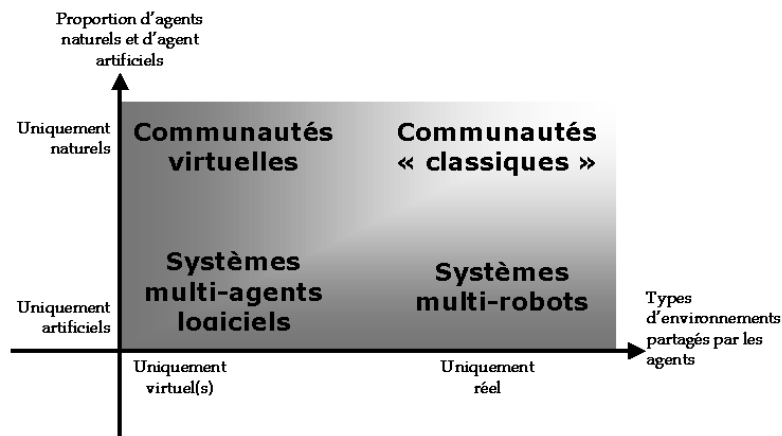 Proportion d'agents
naturels et d'agent
artificiels
Uniquement
naturels
Communautés
virtuelles
Communautés
« classiques »
Systèmes
multi-agents
logiciels
Systèmes
multi-robots
Uniquement
artificiels
Types
d'environnements
partagés par les
agents
Uniquement
virtuel(s)
Uniquement
réel